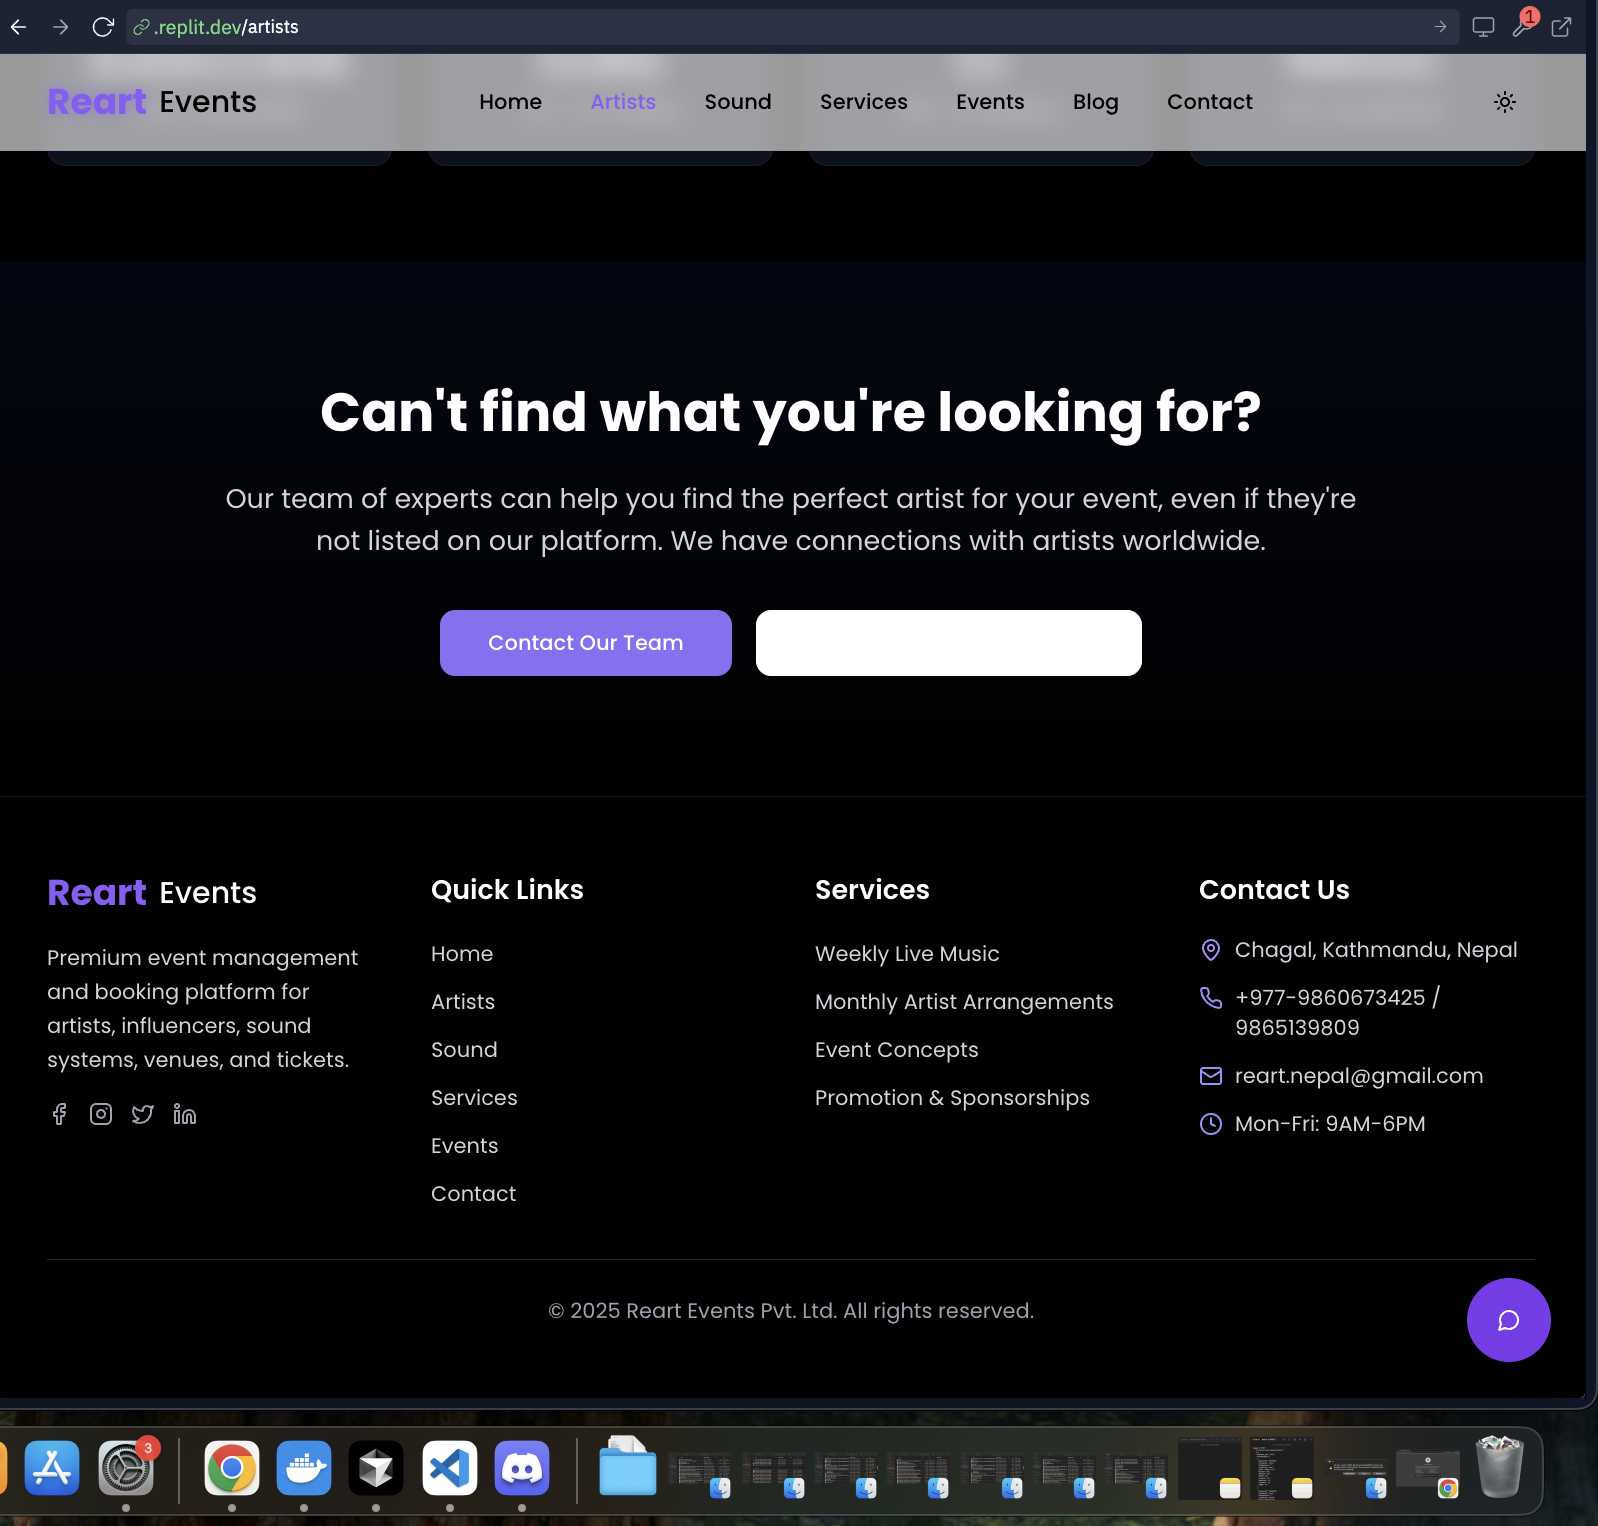 .replit.dev/artists
1
Reart Events
Home
Artists
Sound
Services
Events
Blog
Contact
Can't find what you're looking for?
Our team of experts can help you find the perfect artist for your event, even if they're
not listed on our platform. We have connections with artists worldwide.
Contact Our Team
Reart Events
Premium event management
and booking platform for
artists, influencers, sound
systems, venues, and tickets.
Quick Links
Home
Artists
Sound
Services
Events
Contact
Services
Weekly Live Music
Monthly Artist Arrangements
Event Concepts
Promotion & Sponsorships
Contact Us
Chagal, Kathmandu, Nepal
+977-9860673425 /
9865139809
reart.nepal@gmail.com
Mon-Fri: 9AM-6PM
© 2025 Reart Events Pvt. Ltd. All rights reserved.
3